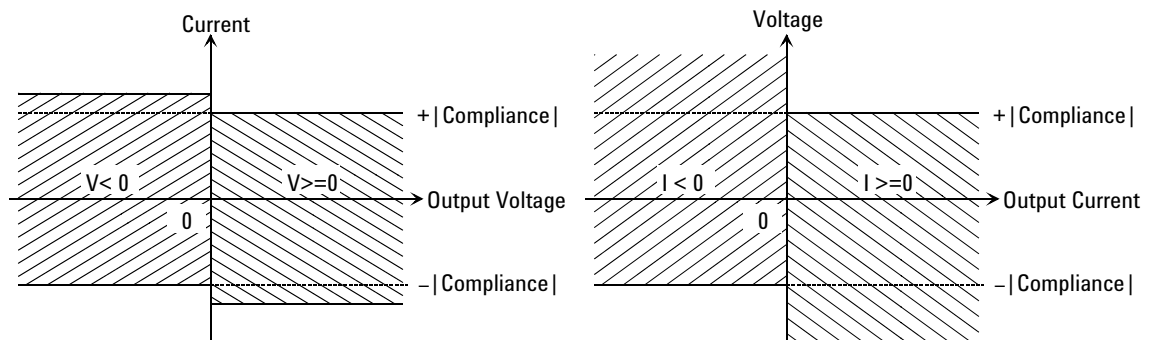 Current
+|Compliance|
V< 0
V>=0
Output Voltage
0
–|Compliance|
Voltage
+|Compliance|
I < 0
I >=0
Output Current
0
–|Compliance|